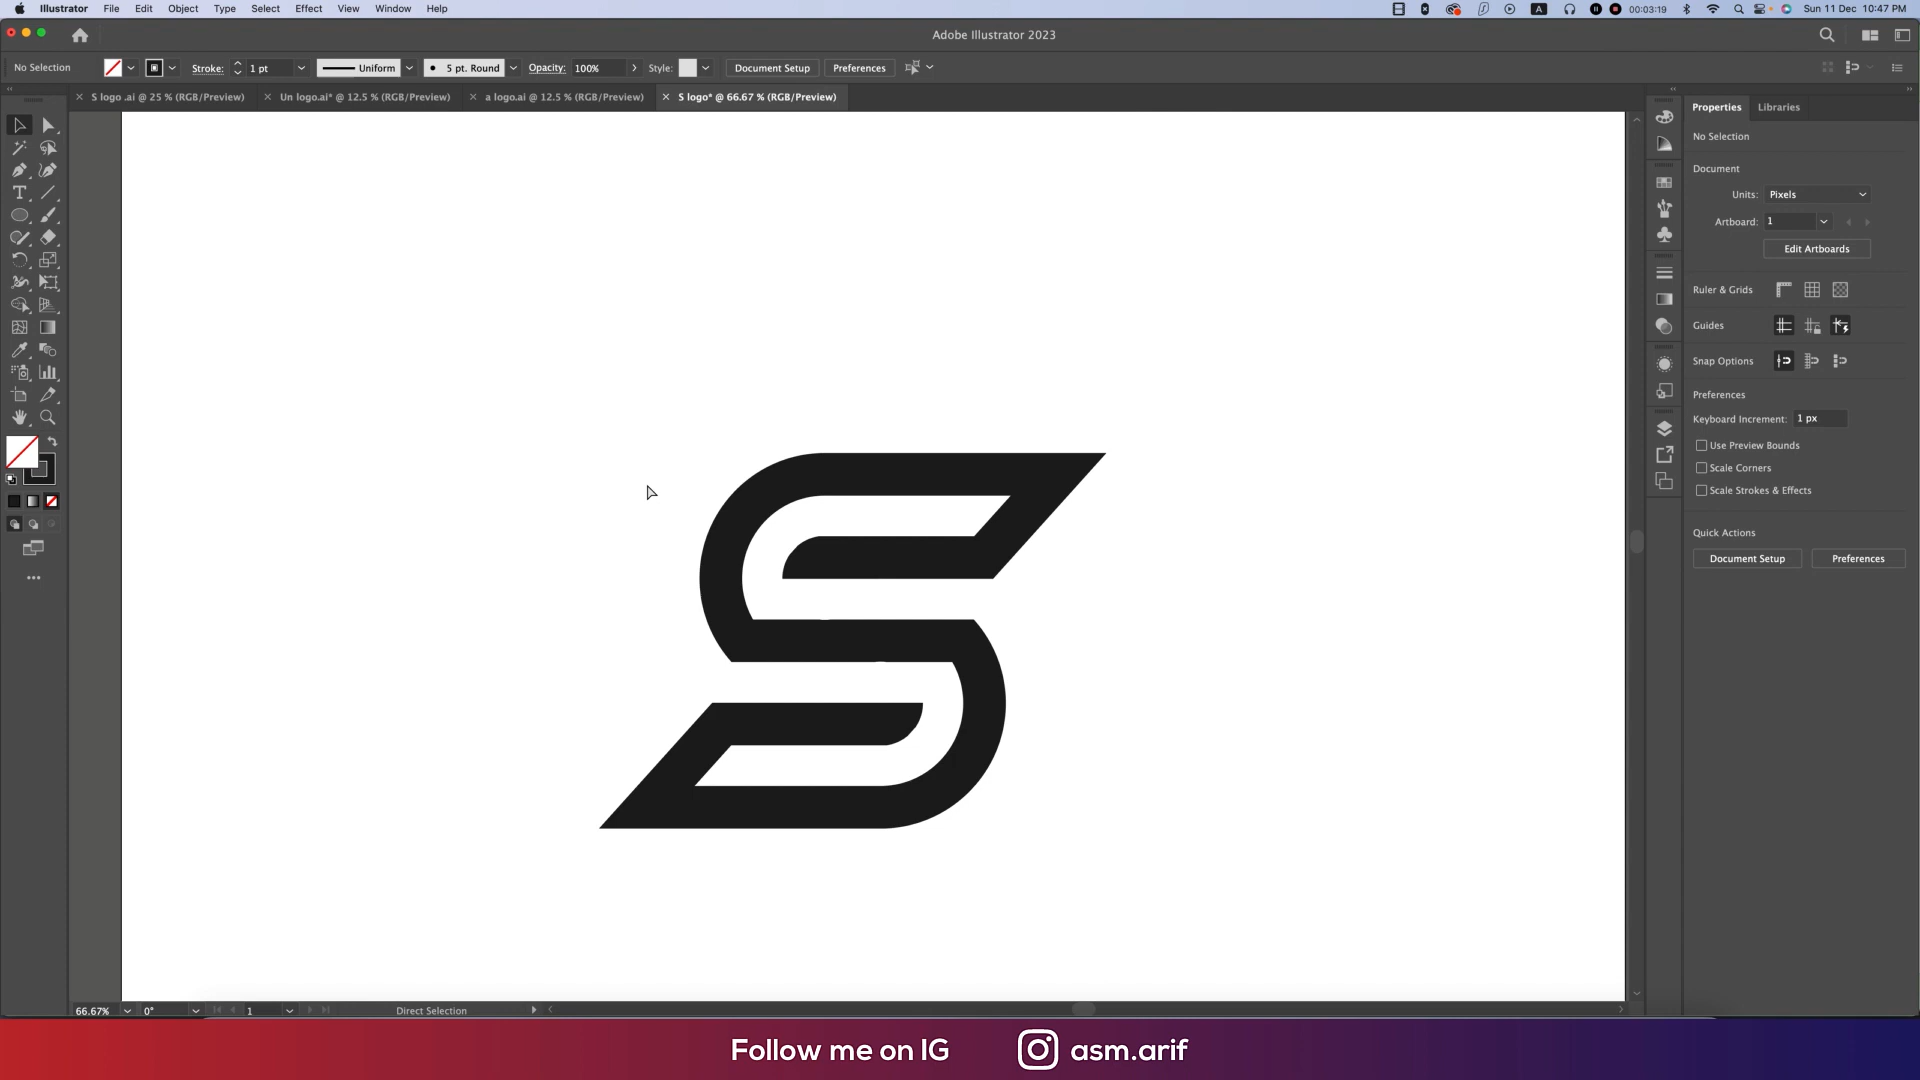 Illustrator File Edit Object Type Select Effect View Window Help
A 00:03:19 Sun 11 Dec 10:47 PM
Adobe Illustrator 2023
No Selection Stroke: 1 pt Uniform 5 pt. Round Opacity: 100% Style: Document Setup Preferences
S logo .ai @ 25 % (RGB/Preview) Un logo.ai* @ 12.5 % (RGB/Preview) a logo.ai @ 12.5 % (RGB/Preview) S logo* @ 66.67 % (RGB/Preview)
Properties Libraries
No Selection
Document
Units: Pixels
Artboard: 1
Edit Artboards
Ruler & Grids
Guides
Snap Options
Preferences
Keyboard Increment: 1 px
Use Preview Bounds
Scale Corners
Scale Strokes & Effects
Quick Actions
Document Setup Preferences
S
66.67% 0° 1 Direct Selection
Follow me on IG asm.arif